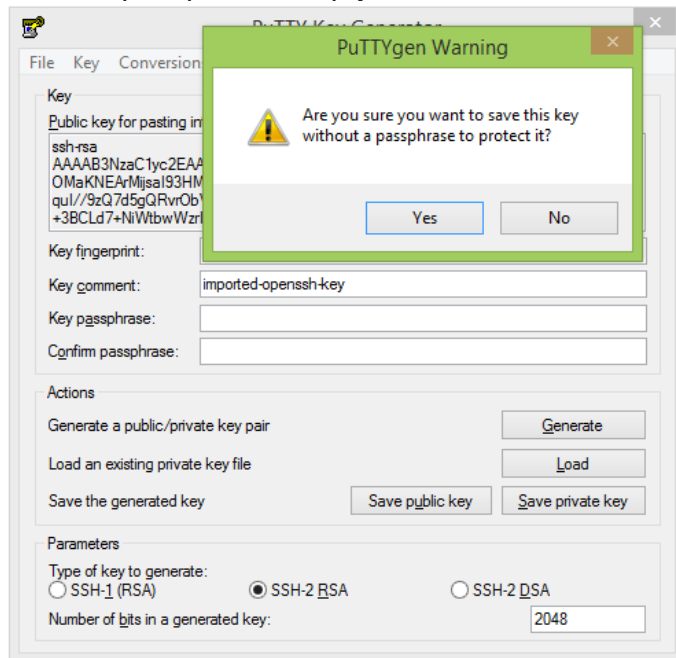 PuTTY Key Generator
PuTTYgen Warning
File Key Conversion
Are you sure you want to save this key
without a passphrase to protect it?
Yes No
Key
Public key for pasting in
ssh-rsa
AAAAB3NzaC1yc2EAA
OMaKNEArMijsaI93HM
quI//9zQ7d5gQRvrOb
+3BCLd7+NiWtbwWzr
Key fingerprint:
Key comment: imported-openssh-key
Key passphrase:
Confirm passphrase:
Actions
Generate a public/private key pair Generate
Load an existing private key file Load
Save the generated key Save public key Save private key
Parameters
Type of key to generate:
SSH-1 (RSA) SSH-2 RSA SSH-2 DSA
Number of bits in a generated key: 2048